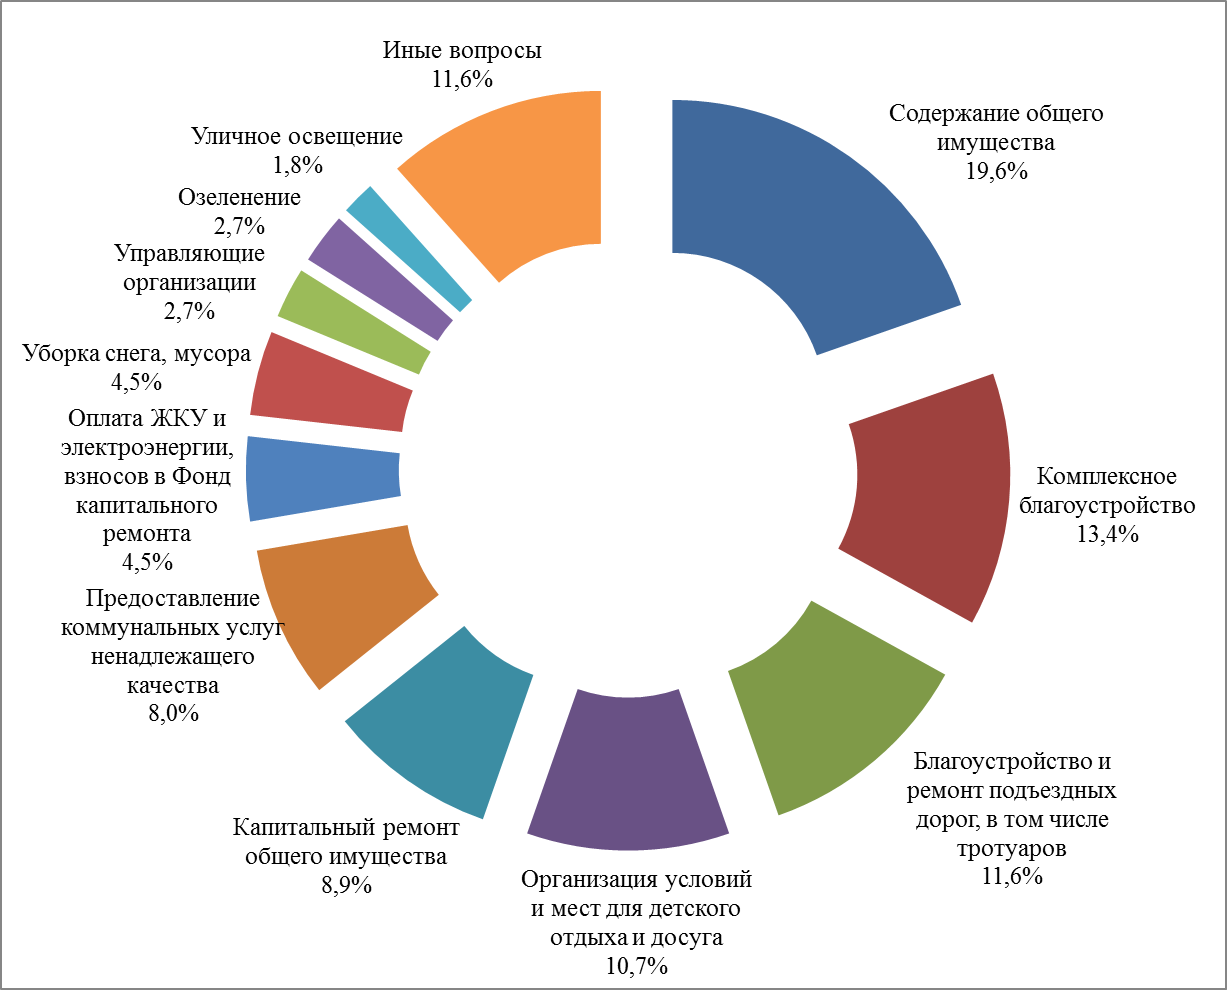 Иные вопросы
11,6%
Содержание общего
имущества
19,6%
Комплексное
благоустройство
13,4%
Благоустройство и
ремонт подъездных
дорог, в том числе
тротуаров
11,6%
Организация условий
и мест для детского
отдыха и досуга
10,7%
Капитальный ремонт
общего имущества
8,9%
Предоставление
коммунальных услуг
ненадлежащего
качества
8,0%
Оплата ЖКУ и
электроэнергии,
взносов в Фонд
капитального
ремонта
4,5%
Уборка снега, мусора
4,5%
Управляющие
организации
2,7%
Озеленение
2,7%
Уличное освещение
1,8%